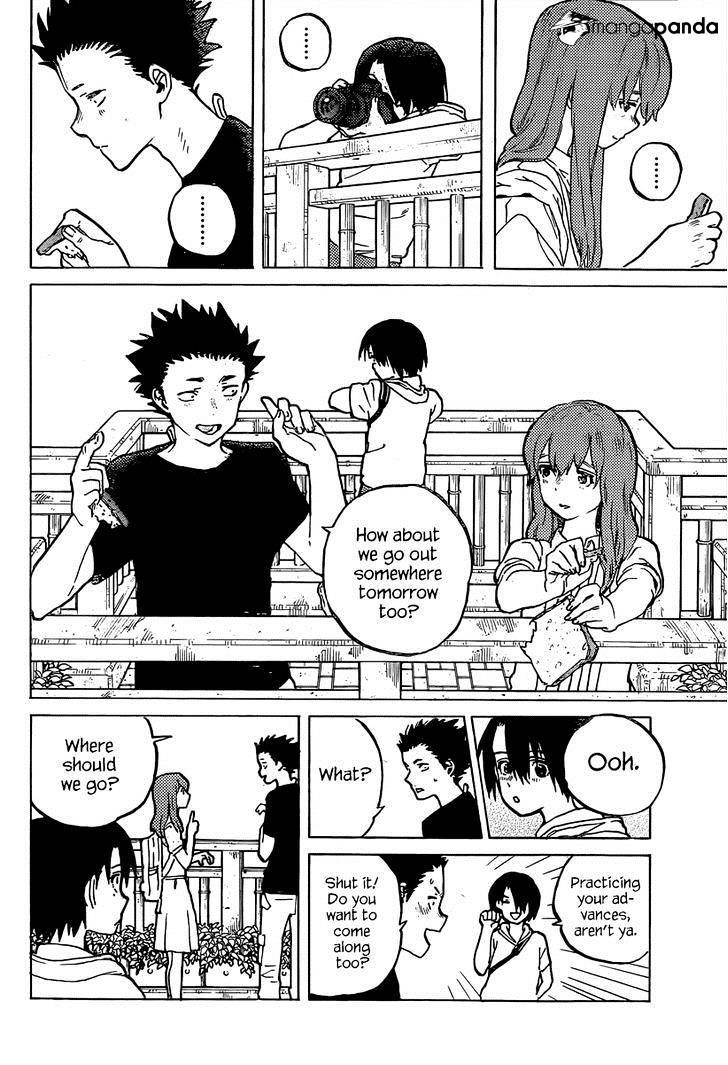 mangapanda
......
......
......
......
How about
we go out
somewhere
tomorrow
too?
Ooh.
What?
Practicing
your ad-
vances,
aren't ya.
Shut it!
Do you
want to
come
along
too?
Where
should
we go?